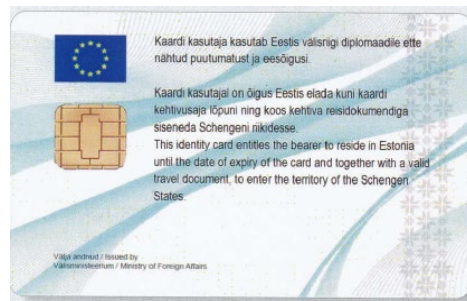 Kaardi kasutaja kasutab Eestis välisriigi diplomaadile ette
nähtud puutumatust ja eesõigusi.
Kaardi kasutajal on õigus Eestis elada kuni kaardi
kehtivusaja lõpuni ning koos kehtiva reisidokumendiga
siseneda Schengeni riikidesse.
This identity card entitles the bearer to reside in Estonia
until the date of expiry of the card and together with a valid
travel document, to enter the territory of the Schengen
States.
Välja andnud / Issued by
Välisministeerium / Ministry of Foreign Affairs